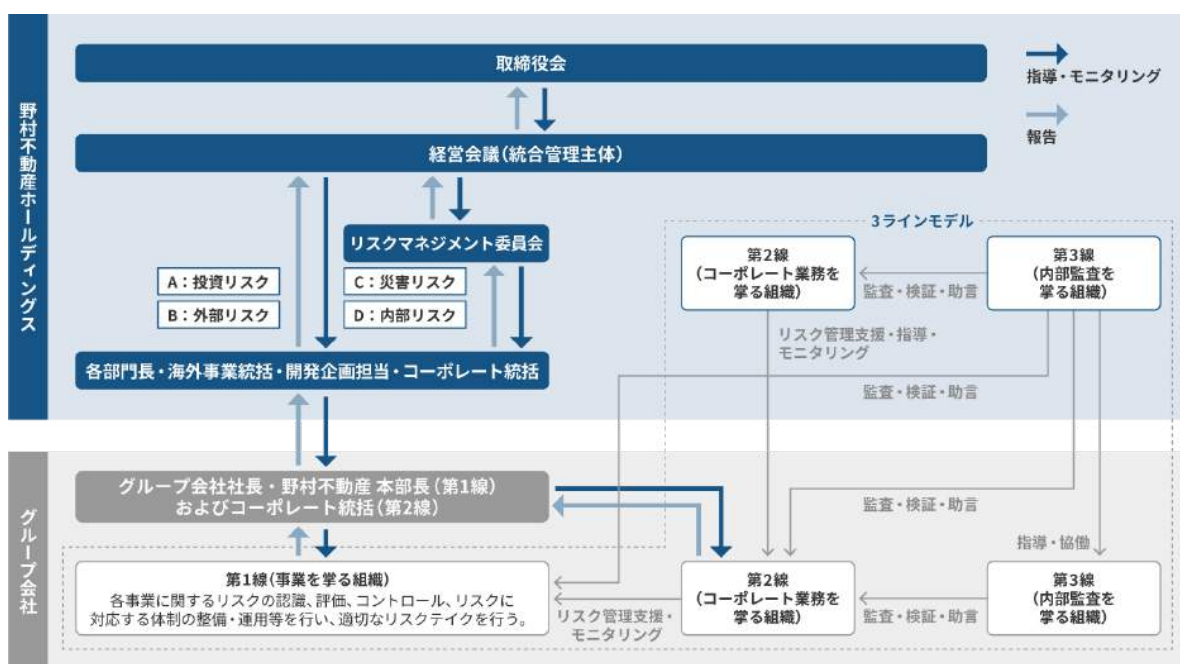 野村不動産ホールディングス
取締役会
指導・モニタリング
報告
経営会議(統合管理主体)
リスクマネジメント委員会
A：投資リスク
B：外部リスク
C：災害リスク
D：内部リスク
各部門長・海外事業統括・開発企画担当・コーポレート統括
3ラインモデル
第2線
(コーポレート業務を
掌る組織)
監査・検証・助言
第3線
(内部監査を
掌る組織)
リスク管理支援・指導・
モニタリング
監査・検証・助言
グループ会社
グループ会社社長・野村不動産 本部長(第1線)
およびコーポレート統括(第2線)
監査・検証・助言
指導・協働
第1線(事業を掌る組織)
各事業に関するリスクの認識、評価、コントロール、リスクに
対応する体制の整備・運用等を行い、適切なリスクテイクを行う。
リスク管理支援・
モニタリング
第2線
(コーポレート業務を
掌る組織)
監査・検証・助言
第3線
(内部監査を
掌る組織)